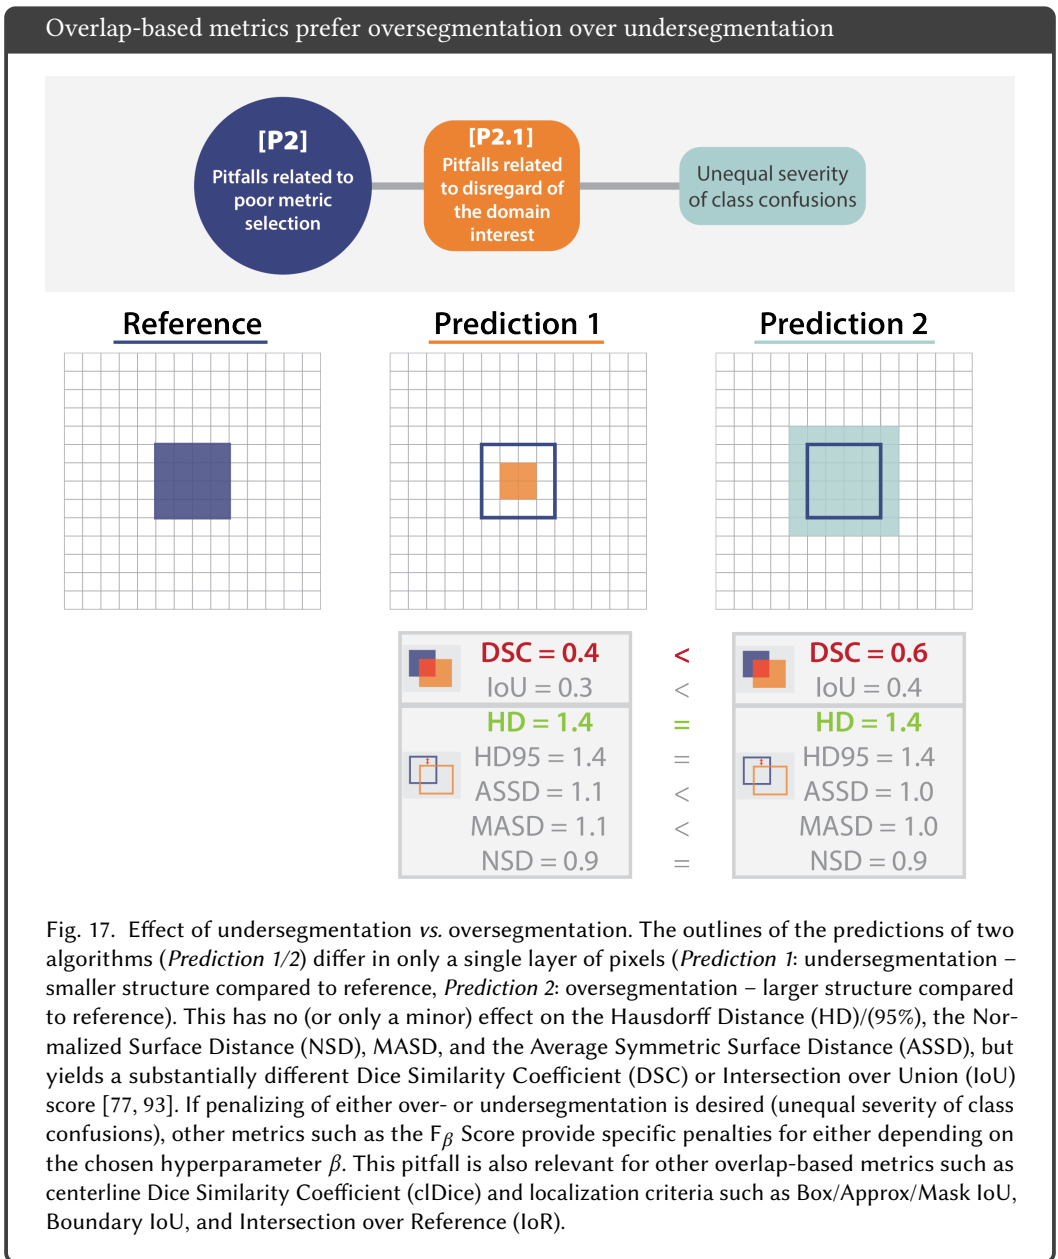 Overlap-based metrics prefer oversegmentation over undersegmentation
[P2]
Pitfalls related to
poor metric
selection
[P2.1]
Pitfalls related
to disregard of
the domain
interest
Unequal severity
of class confusions
Reference
Prediction 1
Prediction 2
DSC = 0.4 < DSC = 0.6
IoU = 0.3 < IoU = 0.4
HD = 1.4 = HD = 1.4
HD95 = 1.4 = HD95 = 1.4
ASSD = 1.1 < ASSD = 1.0
MASD = 1.1 < MASD = 1.0
NSD = 0.9 = NSD = 0.9
Fig. 17. Effect of undersegmentation vs. oversegmentation. The outlines of the predictions of two
algorithms (Prediction 1/2) differ in only a single layer of pixels (Prediction 1: undersegmentation –
smaller structure compared to reference, Prediction 2: oversegmentation – larger structure compared
to reference). This has no (or only a minor) effect on the Hausdorff Distance (HD)/(95%), the Nor-
malized Surface Distance (NSD), MASD, and the Average Symmetric Surface Distance (ASSD), but
yields a substantially different Dice Similarity Coefficient (DSC) or Intersection over Union (IoU)
score [77, 93]. If penalizing of either over- or undersegmentation is desired (unequal severity of class
confusions), other metrics such as the Fβ Score provide specific penalties for either depending on
the chosen hyperparameter β. This pitfall is also relevant for other overlap-based metrics such as
centerline Dice Similarity Coefficient (clDice) and localization criteria such as Box/Approx/Mask IoU,
Boundary IoU, and Intersection over Reference (IoR).